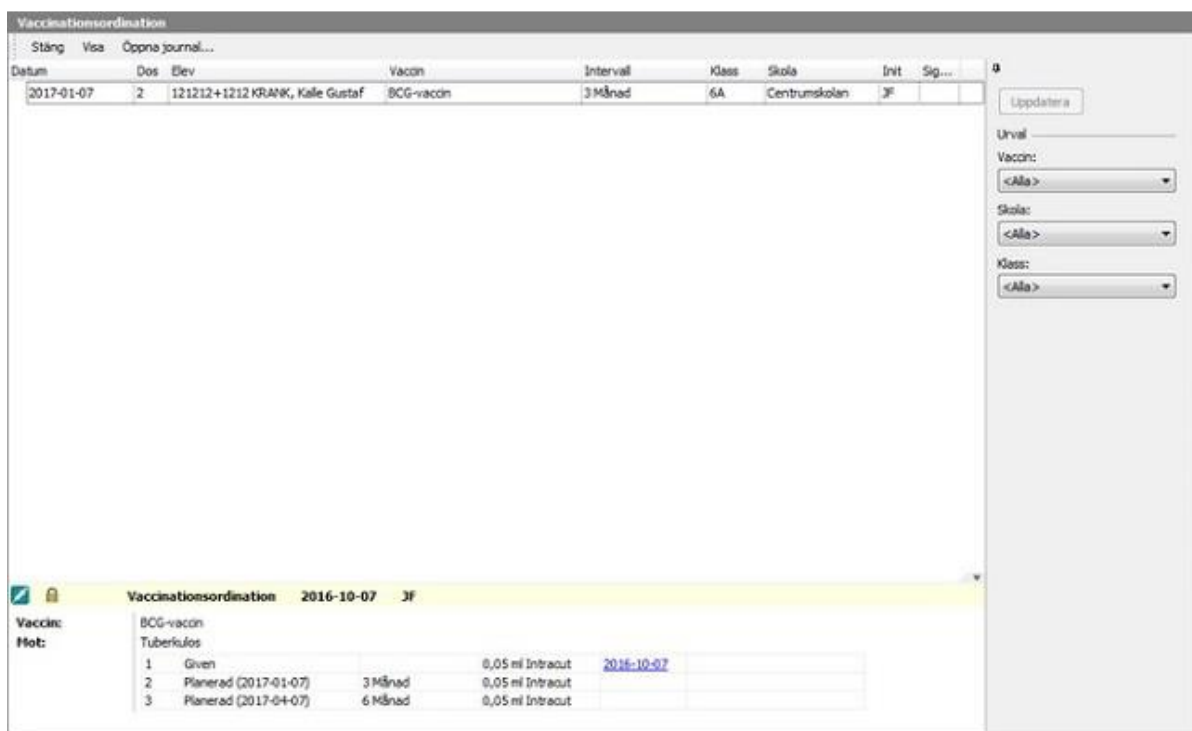 Vaccinationsordination
Stäng Visa Öppna journal...
Datum Dos Elev Vaccin Intervall Klass Skola Init Sig...
2017-01-07 2 121212+1212 KRANK, Kalle Gustaf BCG-vaccin 3 Månad 6A Centrumskolan JF
Uppdatera
Urval
Vaccin:
<Alla>
Skola:
<Alla>
Klass:
<Alla>
Vaccinationsordination 2016-10-07 JF
Vaccin: BCG-vaccin
Mot: Tuberkulos
1 Given 0,05 ml Intracut 2016-10-07
2 Planerad (2017-01-07) 3 Månad 0,05 ml Intracut
3 Planerad (2017-04-07) 6 Månad 0,05 ml Intracut